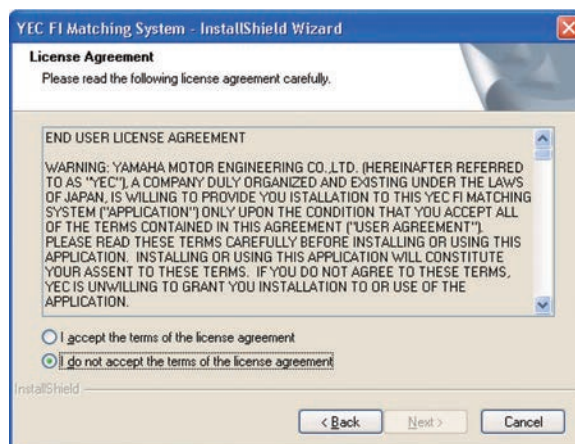 YEC FI Matching System - InstallShield Wizard
License Agreement
Please read the following license agreement carefully.
END USER LICENSE AGREEMENT
WARNING: YAMAHA MOTOR ENGINEERING CO.,LTD. (HEREINAFTER REFERRED
TO AS "YEC"), A COMPANY DULY ORGANIZED AND EXISTING UNDER THE LAWS
OF JAPAN, IS WILLING TO PROVIDE YOU ISTALLATION TO THIS YEC FI MATCHING
SYSTEM ("APPLICATION") ONLY UPON THE CONDITION THAT YOU ACCEPT ALL
OF THE TERMS CONTAINED IN THIS AGREEMENT ("USER AGREEMENT").
PLEASE READ THESE TERMS CAREFULLY BEFORE INSTALLING OR USING THIS
APPLICATION. INSTALLING OR USING THIS APPLICATION WILL CONSTITUTE
YOUR ASSENT TO THESE TERMS. IF YOU DO NOT AGREE TO THESE TERMS,
YEC IS UNWILLING TO GRANT YOU INSTALLATION TO OR USE OF THE
APPLICATION.
I accept the terms of the license agreement
I do not accept the terms of the license agreement
InstallShield
< Back
Next >
Cancel